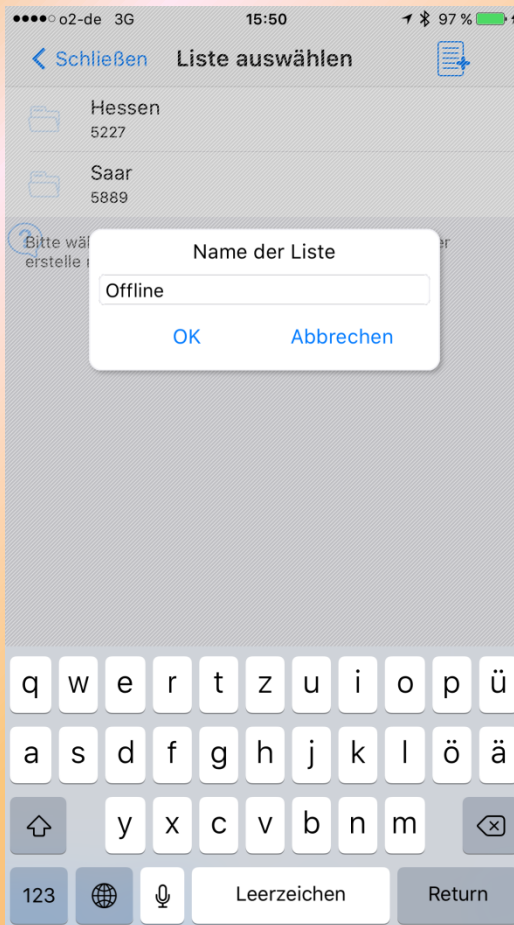 o2-de 3G 15:50 97 %
Schließen Liste auswählen
Hessen
5227
Saar
5889
Bitte wäl er
erstelle
Name der Liste
Offline
OK Abbrechen
q w e r t z u i o p ü
a s d f g h j k l ö ä
y x c v b n m
123 Leerzeichen Return